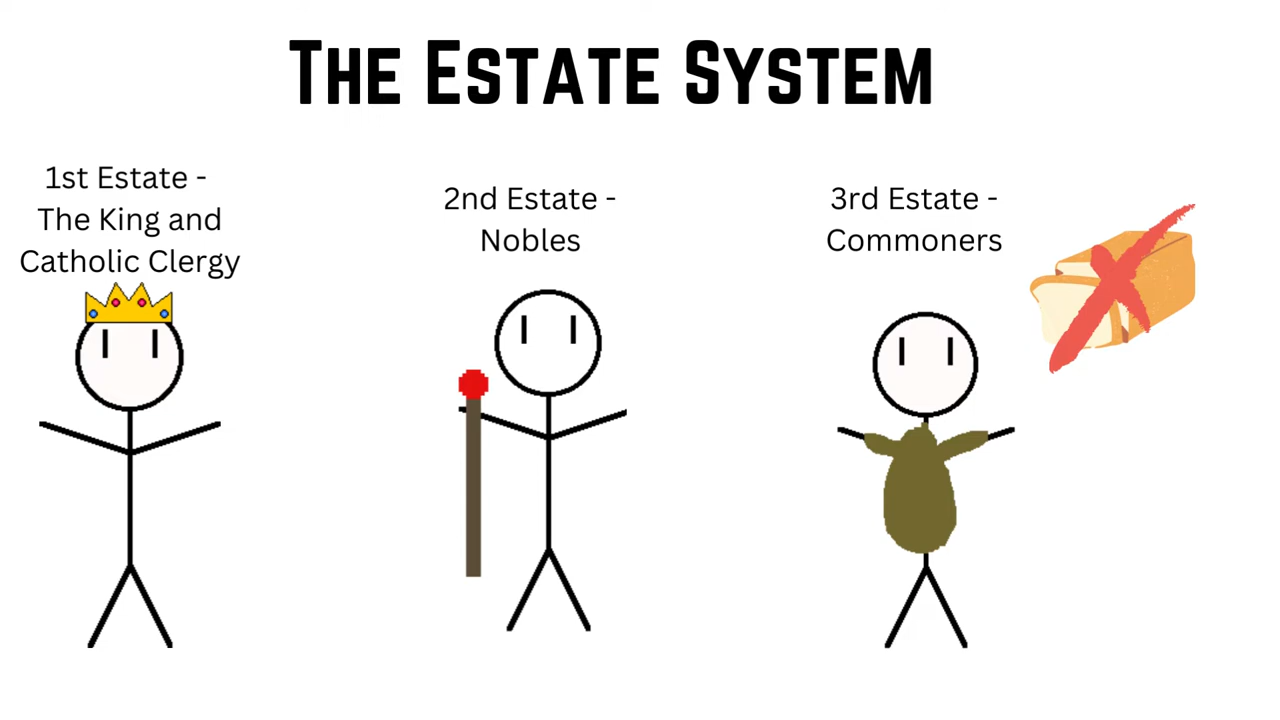 The Estate System
1st Estate -
The King and
Catholic Clergy
2nd Estate -
Nobles
3rd Estate -
Commoners